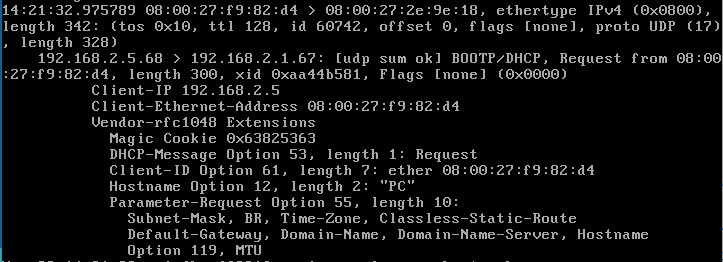 14:21:32.975789 08:00:27:f9:82:d4 > 08:00:27:2e:9e:18, ethertype IPv4 (0x0800),
length 342: (tos 0x10, ttl 128, id 60742, offset 0, flags [none], proto UDP (17)
, length 328)
192.168.2.5.68 > 192.168.2.1.67: [udp sum ok] BOOTP/DHCP, Request from 08:00
:27:f9:82:d4, length 300, xid 0xaa44b581, Flags [none] (0x0000)
Client-IP 192.168.2.5
Client-Ethernet-Address 08:00:27:f9:82:d4
Vendor-rfc1048 Extensions
Magic Cookie 0x63825363
DHCP-Message Option 53, length 1: Request
Client-ID Option 61, length 7: ether 08:00:27:f9:82:d4
Hostname Option 12, length 2: "PC"
Parameter-Request Option 55, length 10:
Subnet-Mask, BR, Time-Zone, Classless-Static-Route
Default-Gateway, Domain-Name, Domain-Name-Server, Hostname
Option 119, MTU